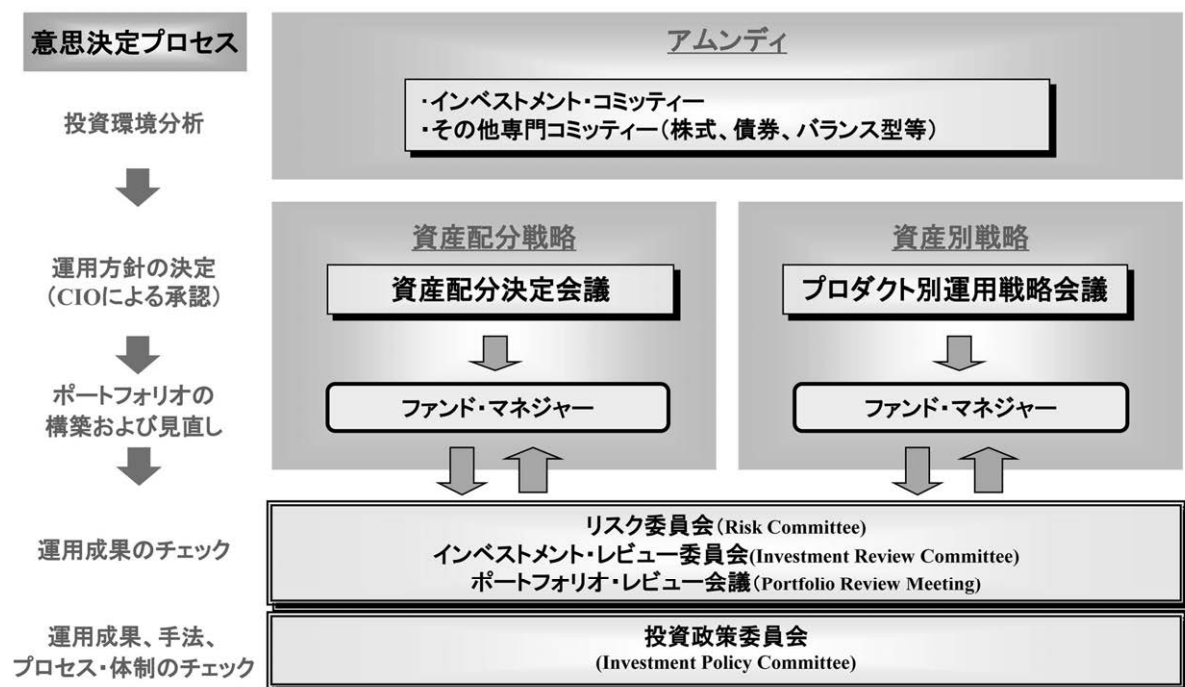 意思決定プロセス
アムンディ
投資環境分析
・インベストメント・コミッティー
・その他専門コミッティー(株式、債券、バランス型等)
運用方針の決定
(CIOによる承認)
資産配分戦略
資産配分決定会議
資産別戦略
プロダクト別運用戦略会議
ポートフォリオの
構築および見直し
ファンド・マネジャー
ファンド・マネジャー
運用成果のチェック
リスク委員会(Risk Committee)
インベストメント・レビュー委員会(Investment Review Committee)
ポートフォリオ・レビュー会議(Portfolio Review Meeting)
運用成果、手法、
プロセス・体制のチェック
投資政策委員会
(Investment Policy Committee)